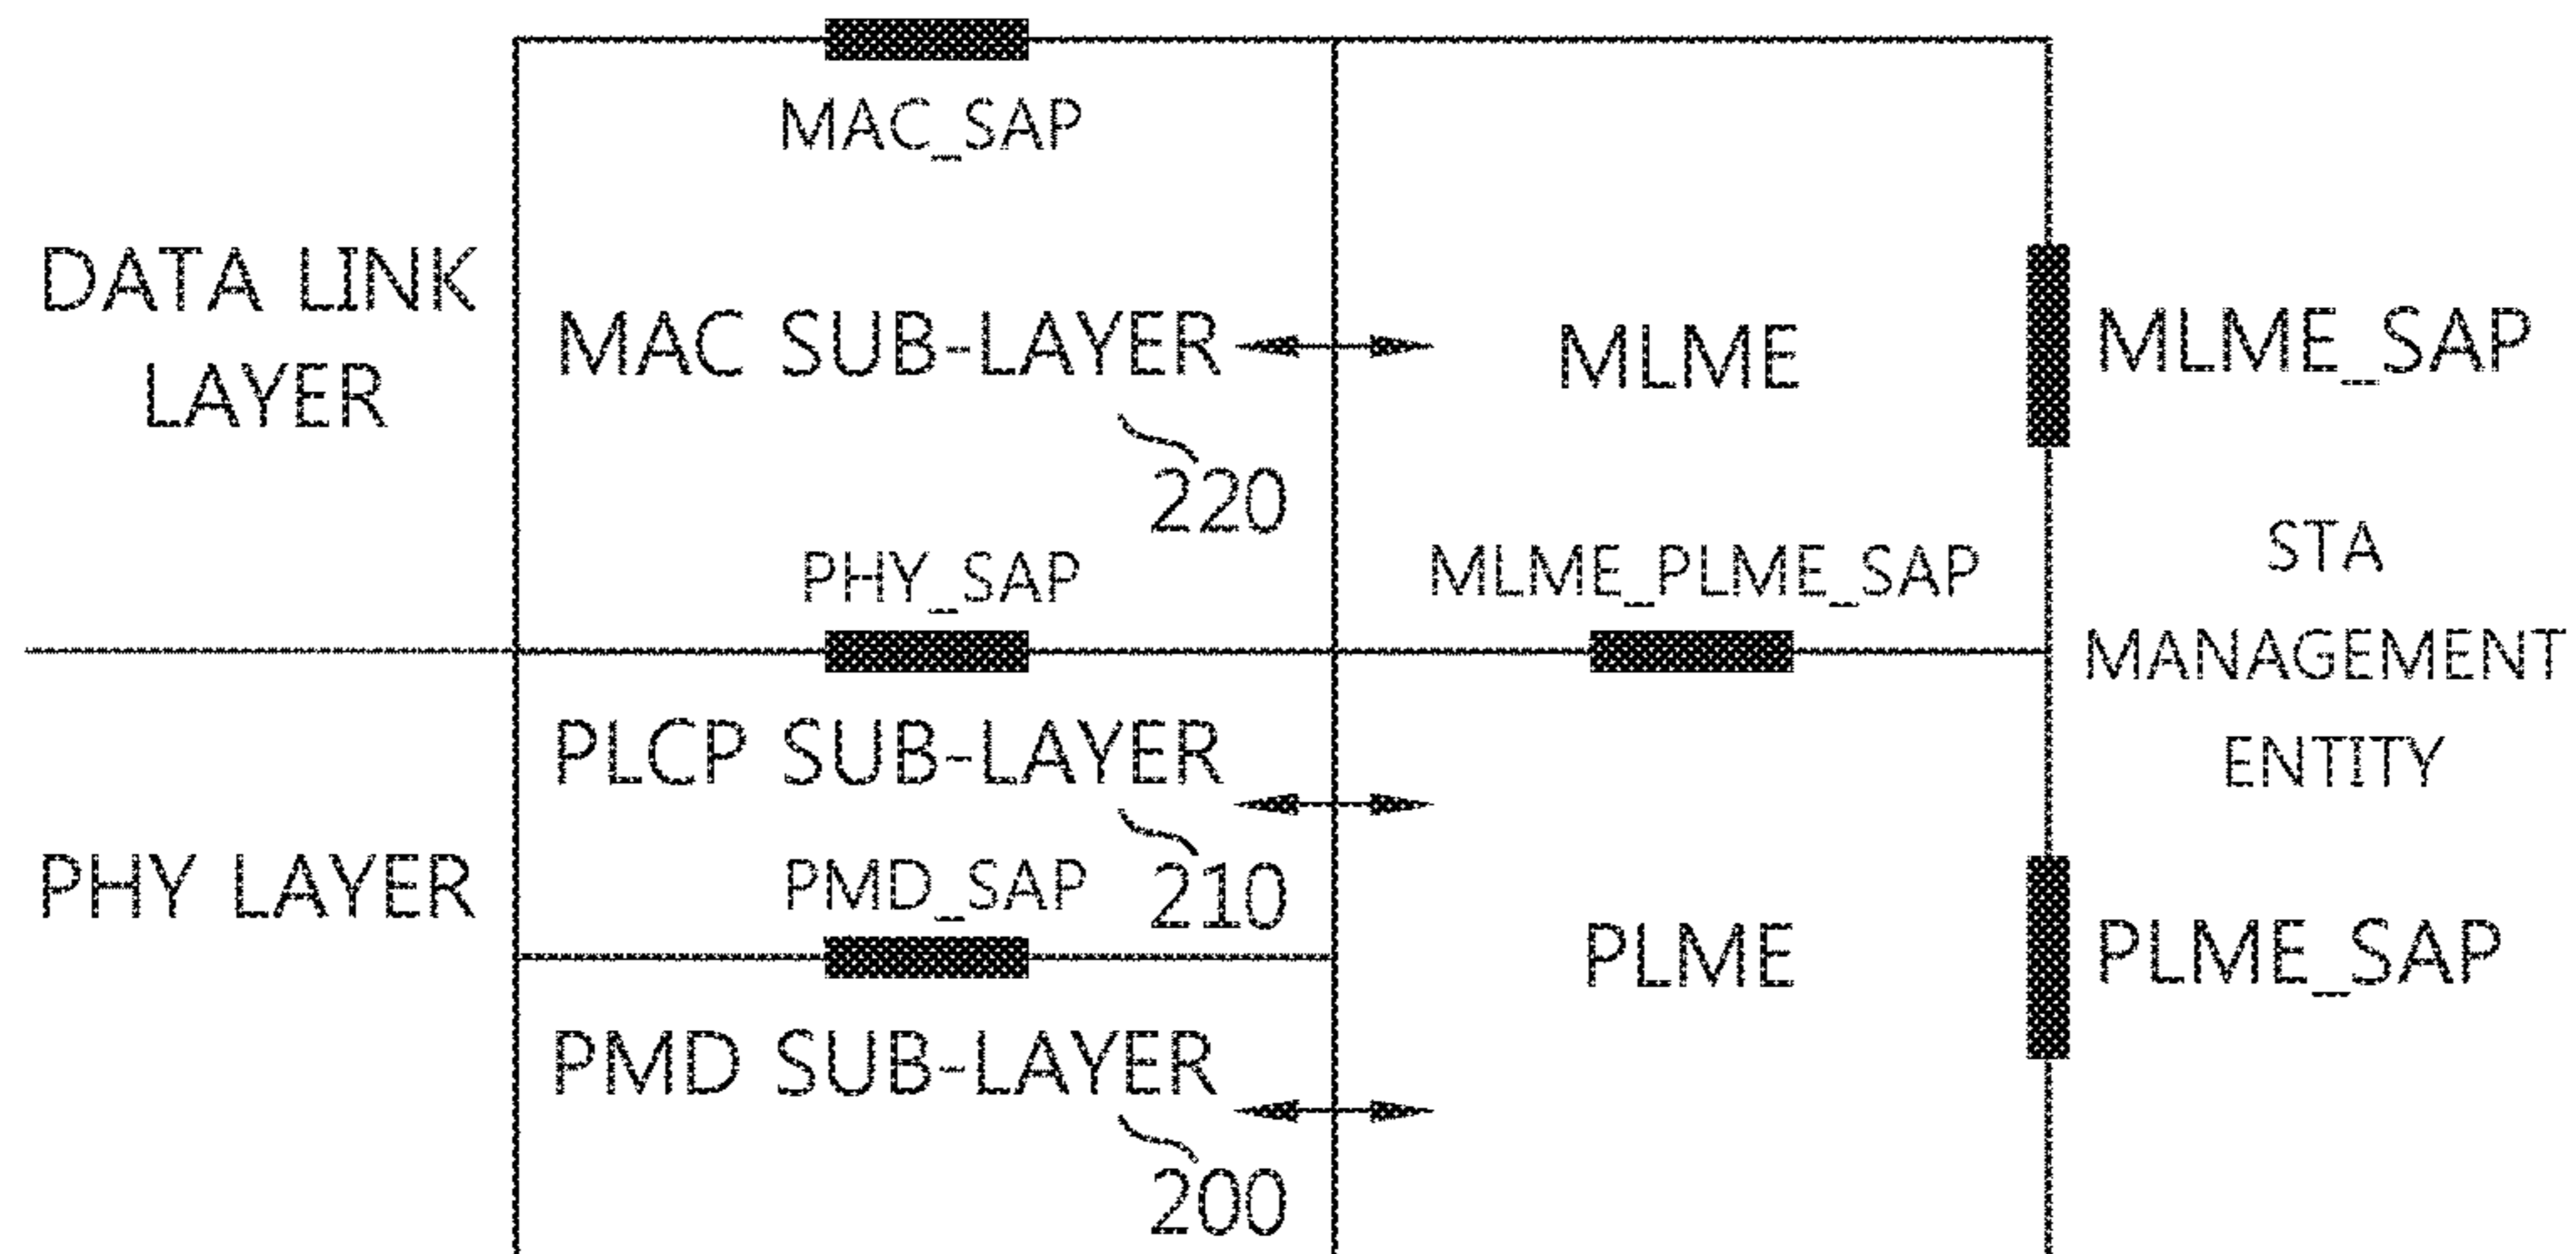 MAC_SAP
DATA LINK
LAYER
MAC SUB-LAYER
220
MLME
MLME_SAP
PHY_SAP
MLME_PLME_SAP
STA
MANAGEMENT
ENTITY
PHY LAYER
PLCP SUB-LAYER
210
PMD_SAP
PLME
PLME_SAP
PMD SUB-LAYER
200